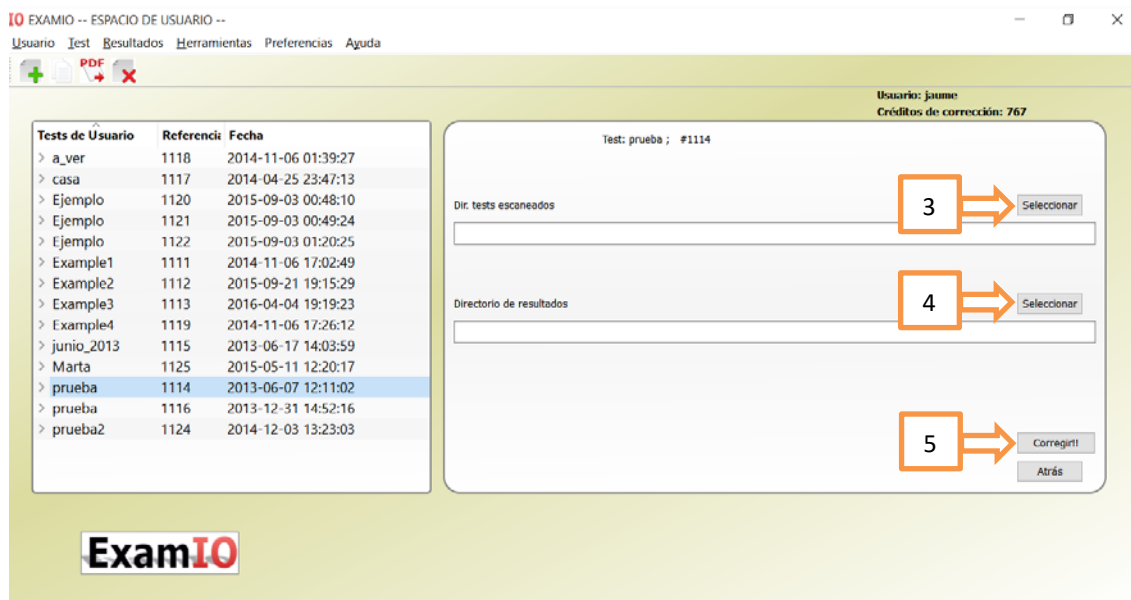 IO EXAMIO -- ESPACIO DE USUARIO --
Usuario Test Resultados Herramientas Preferencias Ayuda
PDF
Usuario: jaume
Créditos de corrección: 767
Tests de Usuario Referencia Fecha
a_ver 1118 2014-11-06 01:39:27
casa 1117 2014-04-25 23:47:13
Ejemplo 1120 2015-09-03 00:48:10
Ejemplo 1121 2015-09-03 00:49:24
Ejemplo 1122 2015-09-03 01:20:25
Example1 1111 2014-11-06 17:02:49
Example2 1112 2015-09-21 19:15:29
Example3 1113 2016-04-04 19:19:23
Example4 1119 2014-11-06 17:26:12
junio_2013 1115 2013-06-17 14:03:59
Marta 1125 2015-05-11 12:20:17
prueba 1114 2013-06-07 12:11:02
prueba 1116 2013-12-31 14:52:16
prueba2 1124 2014-12-03 13:23:03
Test: prueba ; #1114
Dir. tests escaneados 3 Seleccionar
Directorio de resultados 4 Seleccionar
5 Corregir!!
Atrás
ExamIO